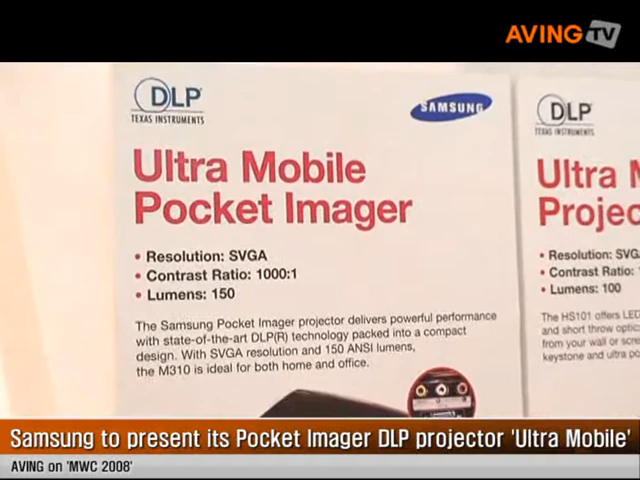 AVING TV
DLP
TEXAS INSTRUMENTS
SAMSUNG
Ultra Mobile
Pocket Imager
• Resolution: SVGA
• Contrast Ratio: 1000:1
• Lumens: 150
The Samsung Pocket Imager projector delivers powerful performance
with state-of-the-art DLP(R) technology packed into a compact
design. With SVGA resolution and 150 ANSI lumens,
the M310 is ideal for both home and office.
DLP
TEXAS INSTRUMENTS
Ultra
Projec
• Resolution: SVG
• Contrast Ratio:
• Lumens: 100
The HS101 offers LED
and short throw optic
from your wall or scre
keystone and ultra po
Samsung to present its Pocket Imager DLP projector 'Ultra Mobile'
AVING on 'MWC 2008'